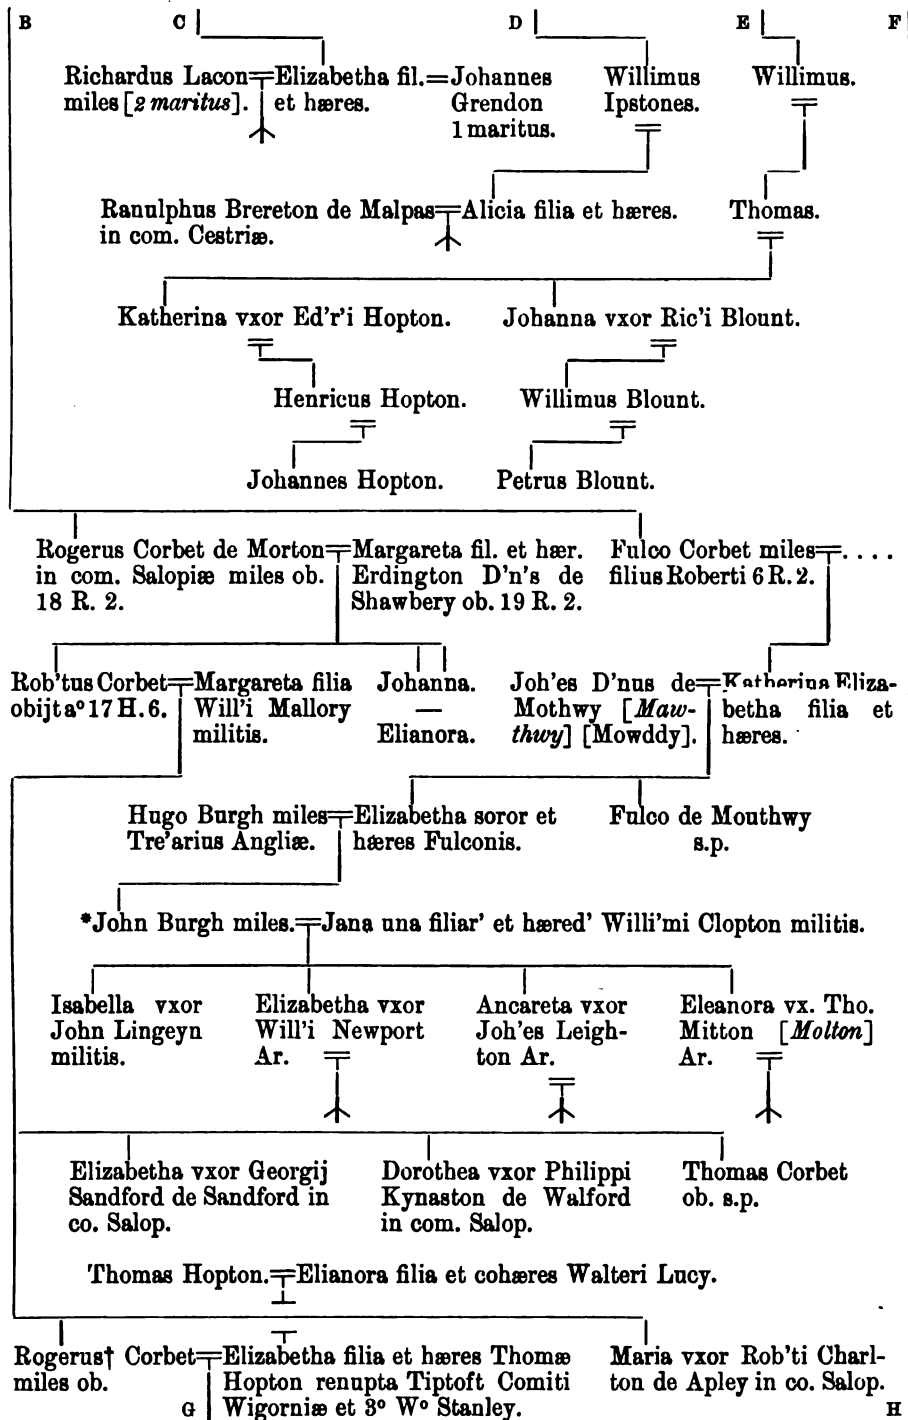 B C D E F
Richardus Lacon=Elizabetha fil.=Johannes Willimus Willimus.
miles [2 maritus]. et hæres. Grendon Ipstones.
1 maritus.
Ranulphus Brereton de Malpas=Alicia filia et hæres. Thomas.
in com. Cestriæ.
Katherina vxor Ed'r'i Hopton. Johanna vxor Ric'i Blount.
Henricus Hopton. Willimus Blount.
Johannes Hopton. Petrus Blount.
Rogerus Corbet de Morton=Margareta fil. et hær. Fulco Corbet miles=....
in com. Salopiæ miles ob. Erdington D'n's de filius Roberti 6 R. 2.
18 R. 2. Shawbery ob. 19 R. 2.
Rob'tus Corbet=Margareta filia Johanna. Joh'es D'nus de=Katherina Eliza-
obijt aº 17 H. 6. Will'i Mallory — Mothwy [Maw- betha filia et
militis. Elianora. thwy] [Mowddy]. hæres.
Hugo Burgh miles=Elizabetha soror et Fulco de Mouthwy
Tre'arius Angliæ. hæres Fulconis. s.p.
*John Burgh miles.=Jana una filiar' et hæred' Willi'mi Clopton militis.
Isabella vxor Elizabetha vxor Ancareta vxor Eleanora vx. Tho.
John Lingeyn Will'i Newport Joh'es Leigh- Mitton [Molton]
militis. Ar. ton Ar. Ar.
Elizabetha vxor Georgij Dorothea vxor Philippi Thomas Corbet
Sandford de Sandford in Kynaston de Walford ob. s.p.
co. Salop. in com. Salop.
Thomas Hopton.=Elianora filia et cohæres Walteri Lucy.
Rogerus† Corbet=Elizabetha filia et hæres Thomæ Maria vxor Rob'ti Charl-
miles ob. Hopton renupta Tiptoft Comiti ton de Apley in co. Salop.
G Wigorniæ et 3º Wº Stanley. H